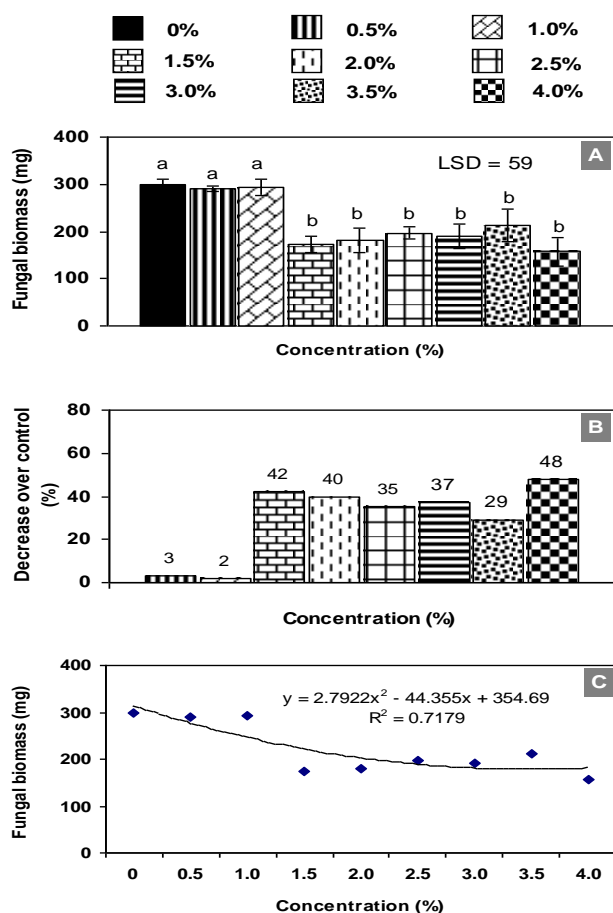 0% 0.5% 1.0%
1.5% 2.0% 2.5%
3.0% 3.5% 4.0%
A
LSD = 59
a a a b b b b b b
400
300
200
100
0
Fungal biomass (mg)
Concentration (%)
B
80
60
40
20
0
Decrease over control
(%)
3 2 42 40 35 37 29 48
Concentration (%)
C
400
300
200
100
0
Fungal biomass (mg)
y = 2.7922x² - 44.355x + 354.69
R² = 0.7179
0 0.5 1.0 1.5 2.0 2.5 3.0 3.5 4.0
Concentration (%)